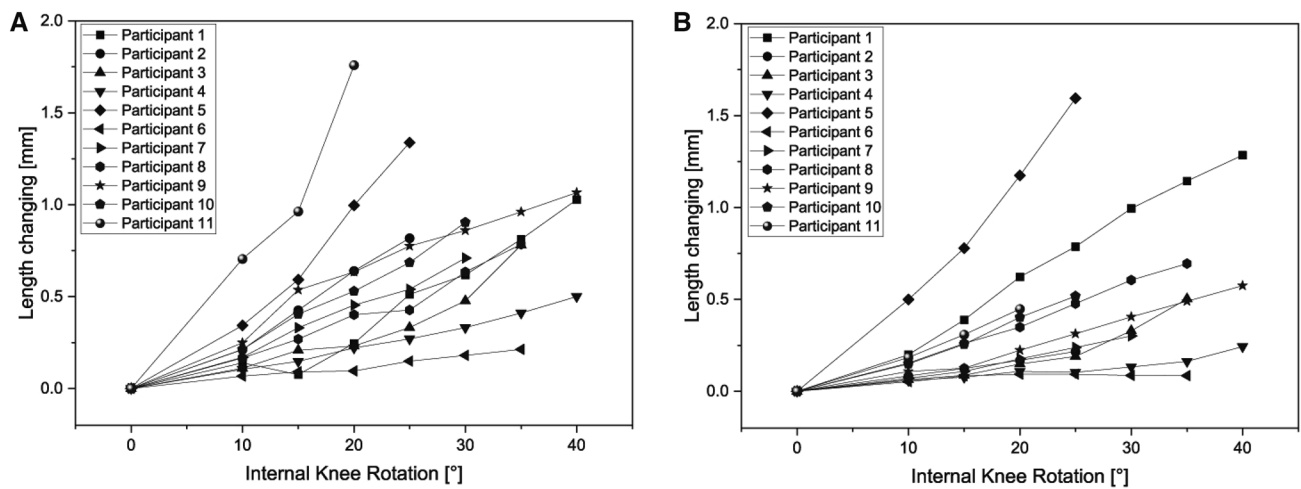 A
Length changing [mm]
2.0
1.5
1.0
0.5
0.0
Participant 1
Participant 2
Participant 3
Participant 4
Participant 5
Participant 6
Participant 7
Participant 8
Participant 9
Participant 10
Participant 11
0 10 20 30 40
Internal Knee Rotation [°]
B
Length changing [mm]
2.0
1.5
1.0
0.5
0.0
Participant 1
Participant 2
Participant 3
Participant 4
Participant 5
Participant 6
Participant 7
Participant 8
Participant 9
Participant 10
Participant 11
0 10 20 30 40
Internal Knee Rotation [°]